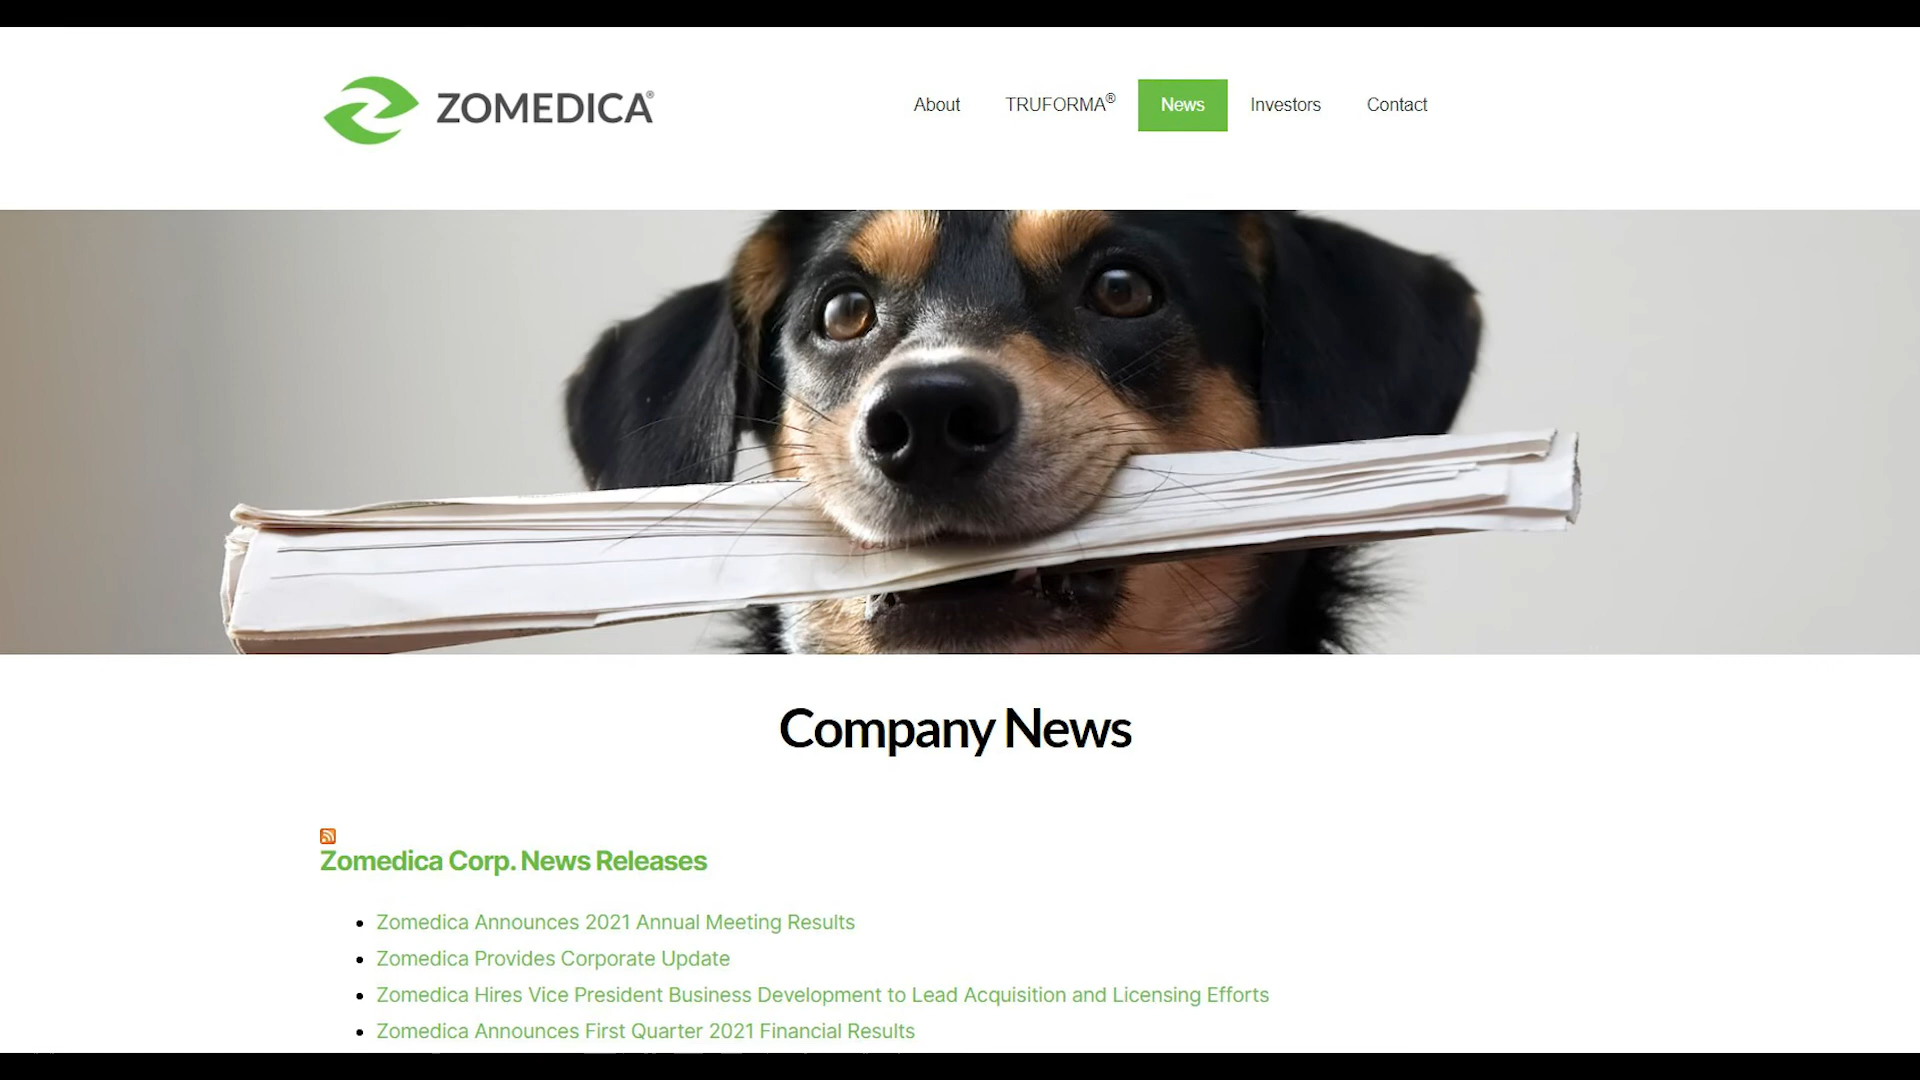 ZOMEDICA®
About
TRUFORMA®
News
Investors
Contact
Company News
Zomedica Corp. News Releases
Zomedica Announces 2021 Annual Meeting Results
Zomedica Provides Corporate Update
Zomedica Hires Vice President Business Development to Lead Acquisition and Licensing Efforts
Zomedica Announces First Quarter 2021 Financial Results